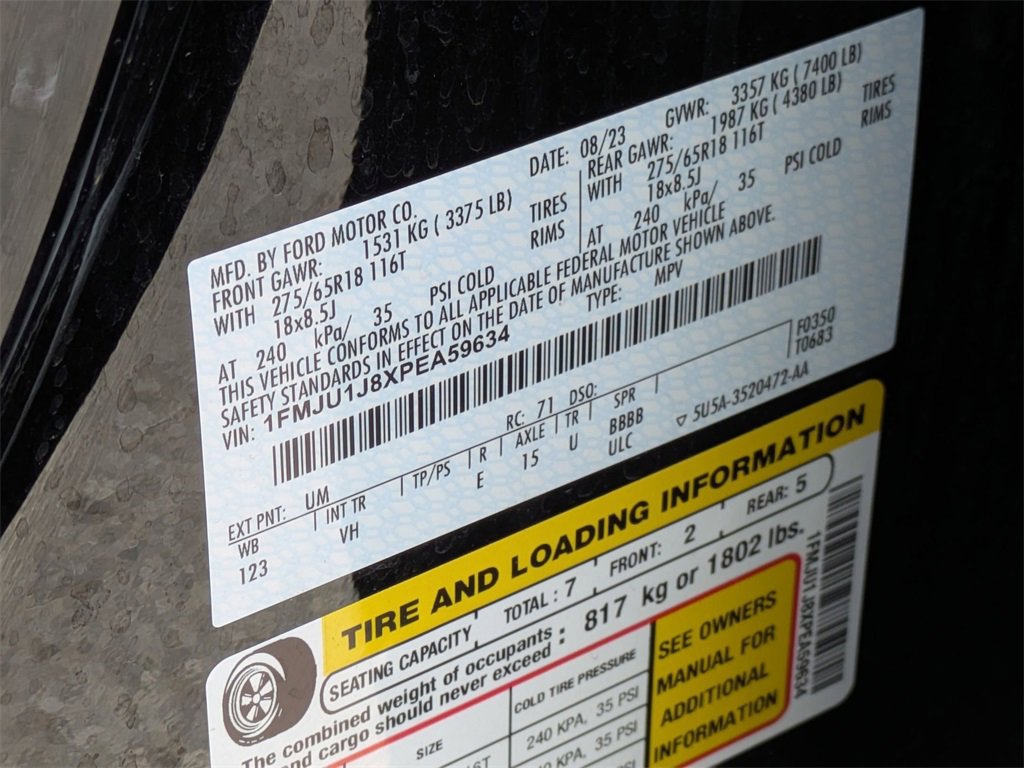 MFD. BY FORD MOTOR CO.
DATE: 08/23
GVWR: 3357 KG ( 7400 LB)
FRONT GAWR: 1531 KG ( 3375 LB)
REAR GAWR: 1987 KG ( 4380 LB)
WITH 275/65R18 116T TIRES
WITH 275/65R18 116T TIRES
18x8.5J RIMS
18x8.5J RIMS
AT 240 kPa/ 35 PSI COLD
AT 240 kPa/ 35 PSI COLD
THIS VEHICLE CONFORMS TO ALL APPLICABLE FEDERAL MOTOR VEHICLE
SAFETY STANDARDS IN EFFECT ON THE DATE OF MANUFACTURE SHOWN ABOVE.
VIN: 1FMJU1J8XPEA59634
TYPE: MPV
EXT PNT: UM RC: 71 DSO:
F0350
T0683
WB INT TR TP/PS R AXLE TR SPR
123 VH E 15 U BBBB
ULC
5U5A-3520472-AA
TIRE AND LOADING INFORMATION
SEATING CAPACITY TOTAL : 7 FRONT: 2 REAR: 5
The combined weight of occupants
and cargo should never exceed : 817 kg or 1802 lbs.
SIZE COLD TIRE PRESSURE
240 KPA, 35 PSI
35 PSI
SEE OWNERS
MANUAL FOR
ADDITIONAL
INFORMATION
1FMJU1J8XPEA59634